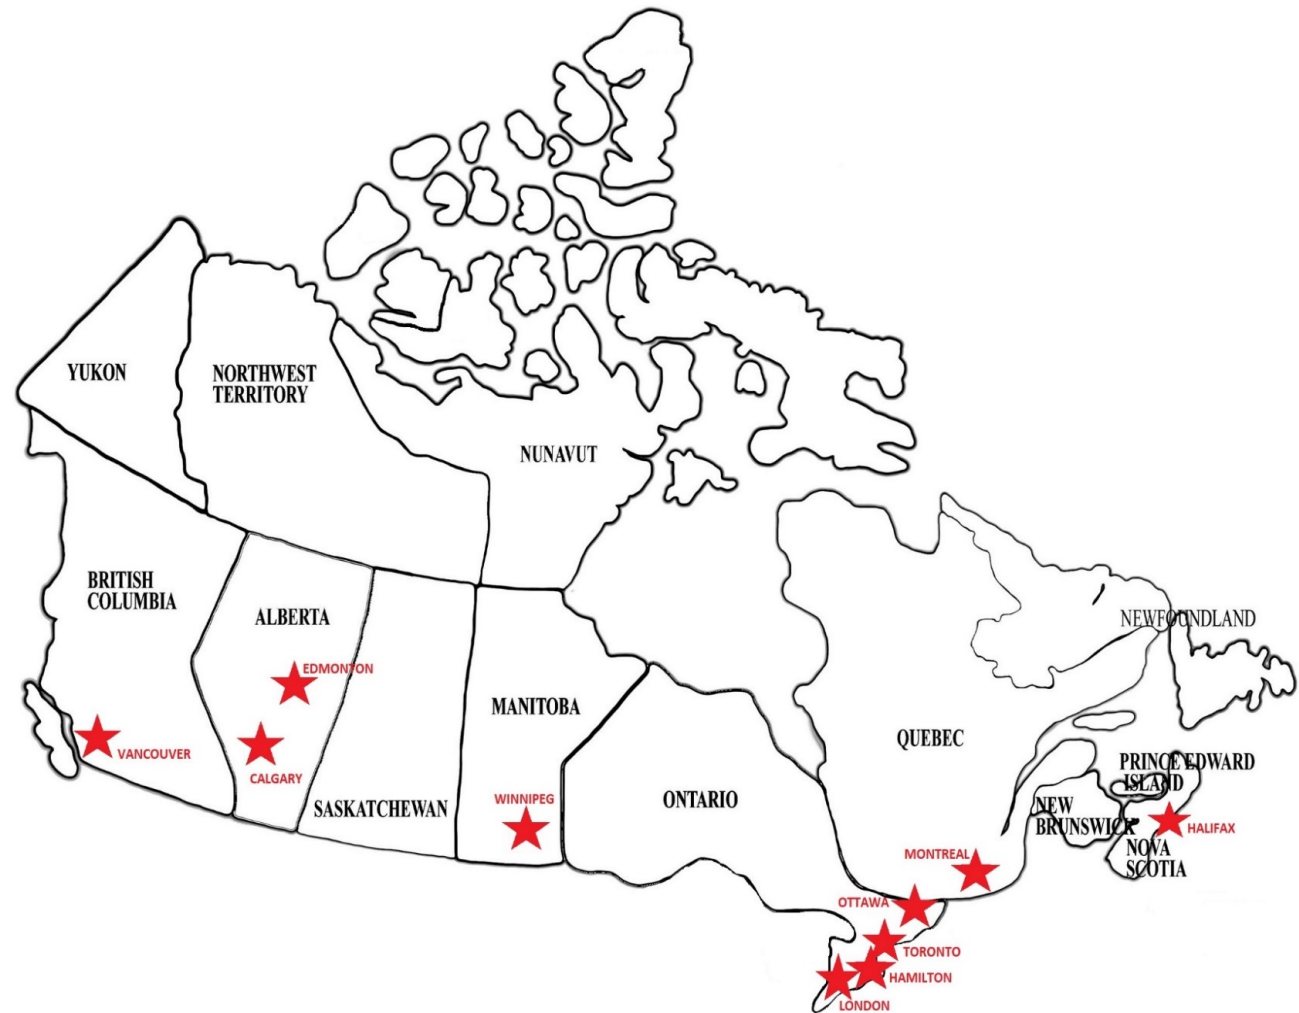 YUKON
NORTHWEST
TERRITORY
NUNAVUT
BRITISH
COLUMBIA
ALBERTA
NEWFOUNDLAND
EDMONTON
MANITOBA
QUEBEC
VANCOUVER
CALGARY
PRINCE EDWARD
ISLAND
SASKATCHEWAN
WINNIPEG
ONTARIO
NEW
BRUNSWICK
HALIFAX
NOVA
SCOTIA
MONTREAL
OTTAWA
TORONTO
HAMILTON
LONDON